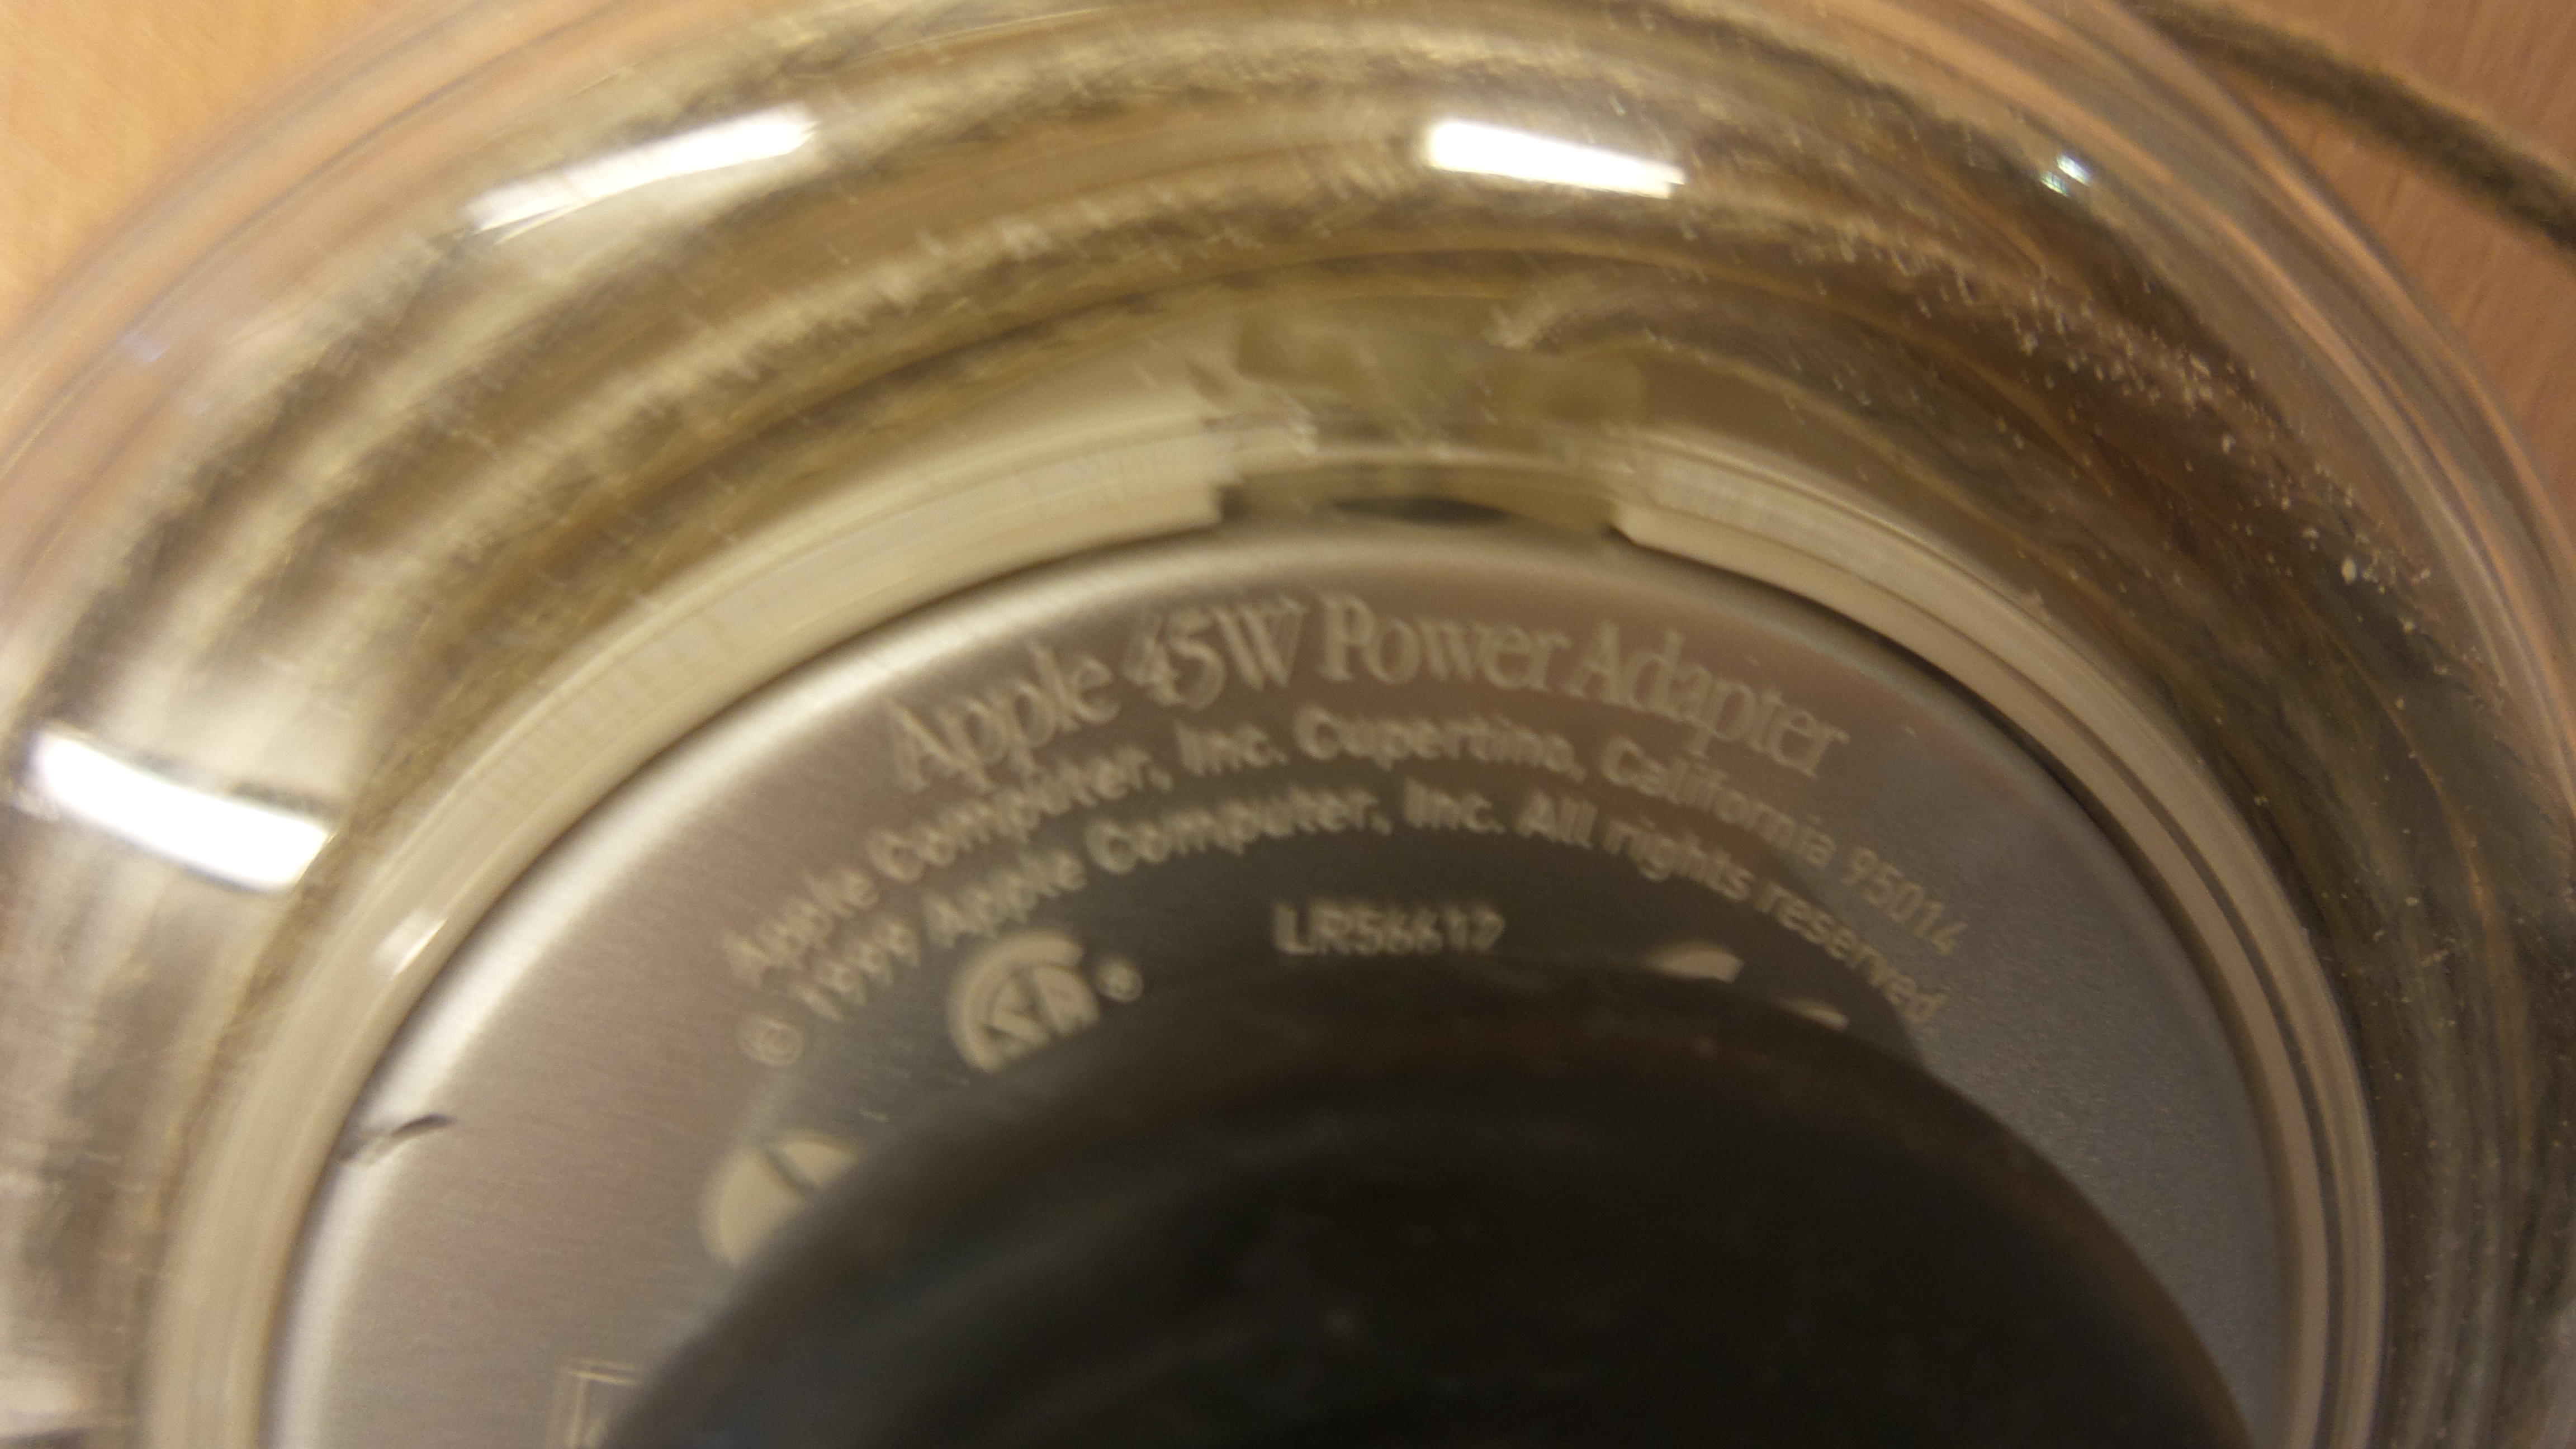 Apple 45W Power Adapter
Apple Computer, Inc. Cupertino, California 95014
© 1999 Apple Computer, Inc. All rights reserved.
LR56612